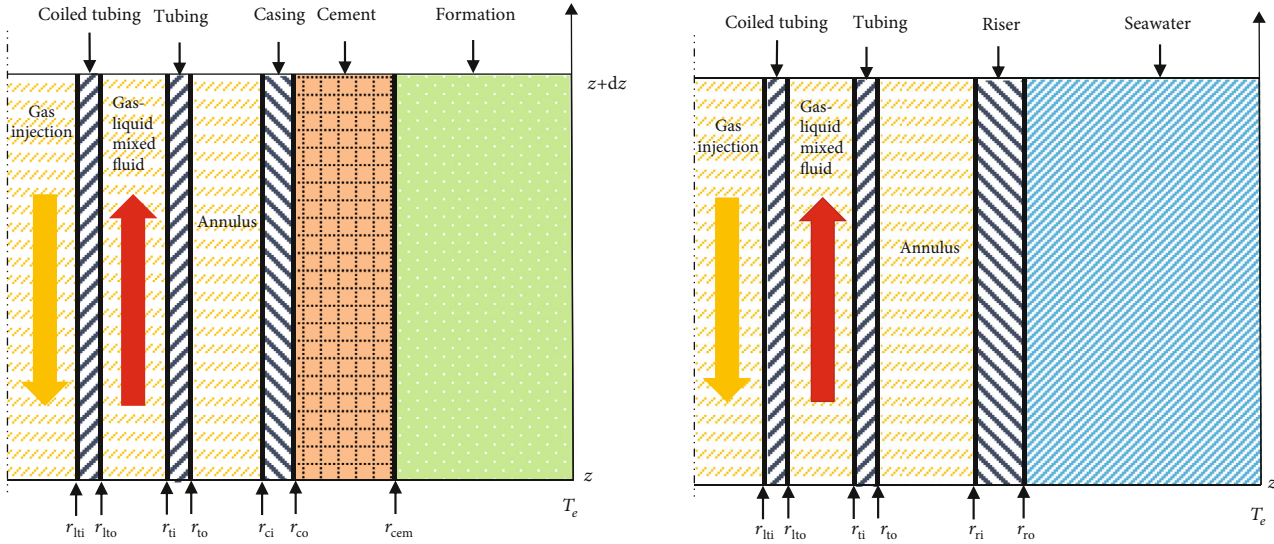 Coiled tubing Tubing Casing Cement Formation
z+dz
Gas
injection
Gas-
liquid
mixed
fluid
Annulus
z
T_e
r_lti r_lto r_ti r_to r_ci r_co r_cem
Coiled tubing Tubing Riser Seawater
Gas
injection
Gas-
liquid
mixed
fluid
Annulus
z
T_e
r_lti r_lto r_ti r_to r_ri r_ro